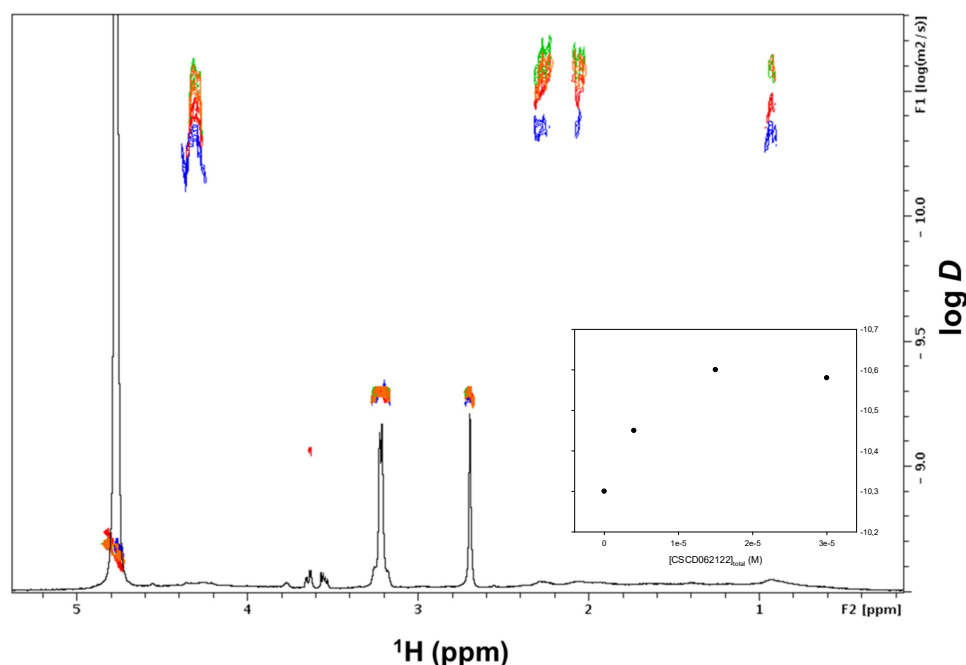 F1 [log(m2/s)]
- 10.0
- 9.5
- 9.0
log D
-10,7
-10,6
-10,5
-10,4
-10,3
-10,2
0
1e-5
2e-5
3e-5
[CSCD062122]total (M)
5
4
3
2
1
F2 [ppm]
1H (ppm)